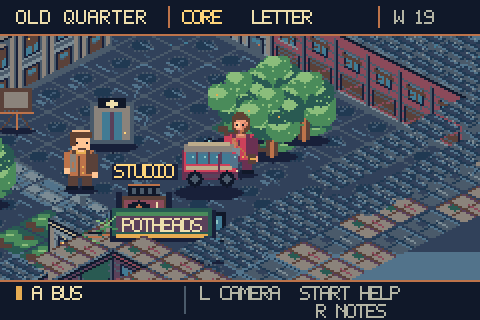 OLD QUARTER CORE LETTER W 19
STUDIO
POTHEADS
A BUS L CAMERA START HELP
R NOTES